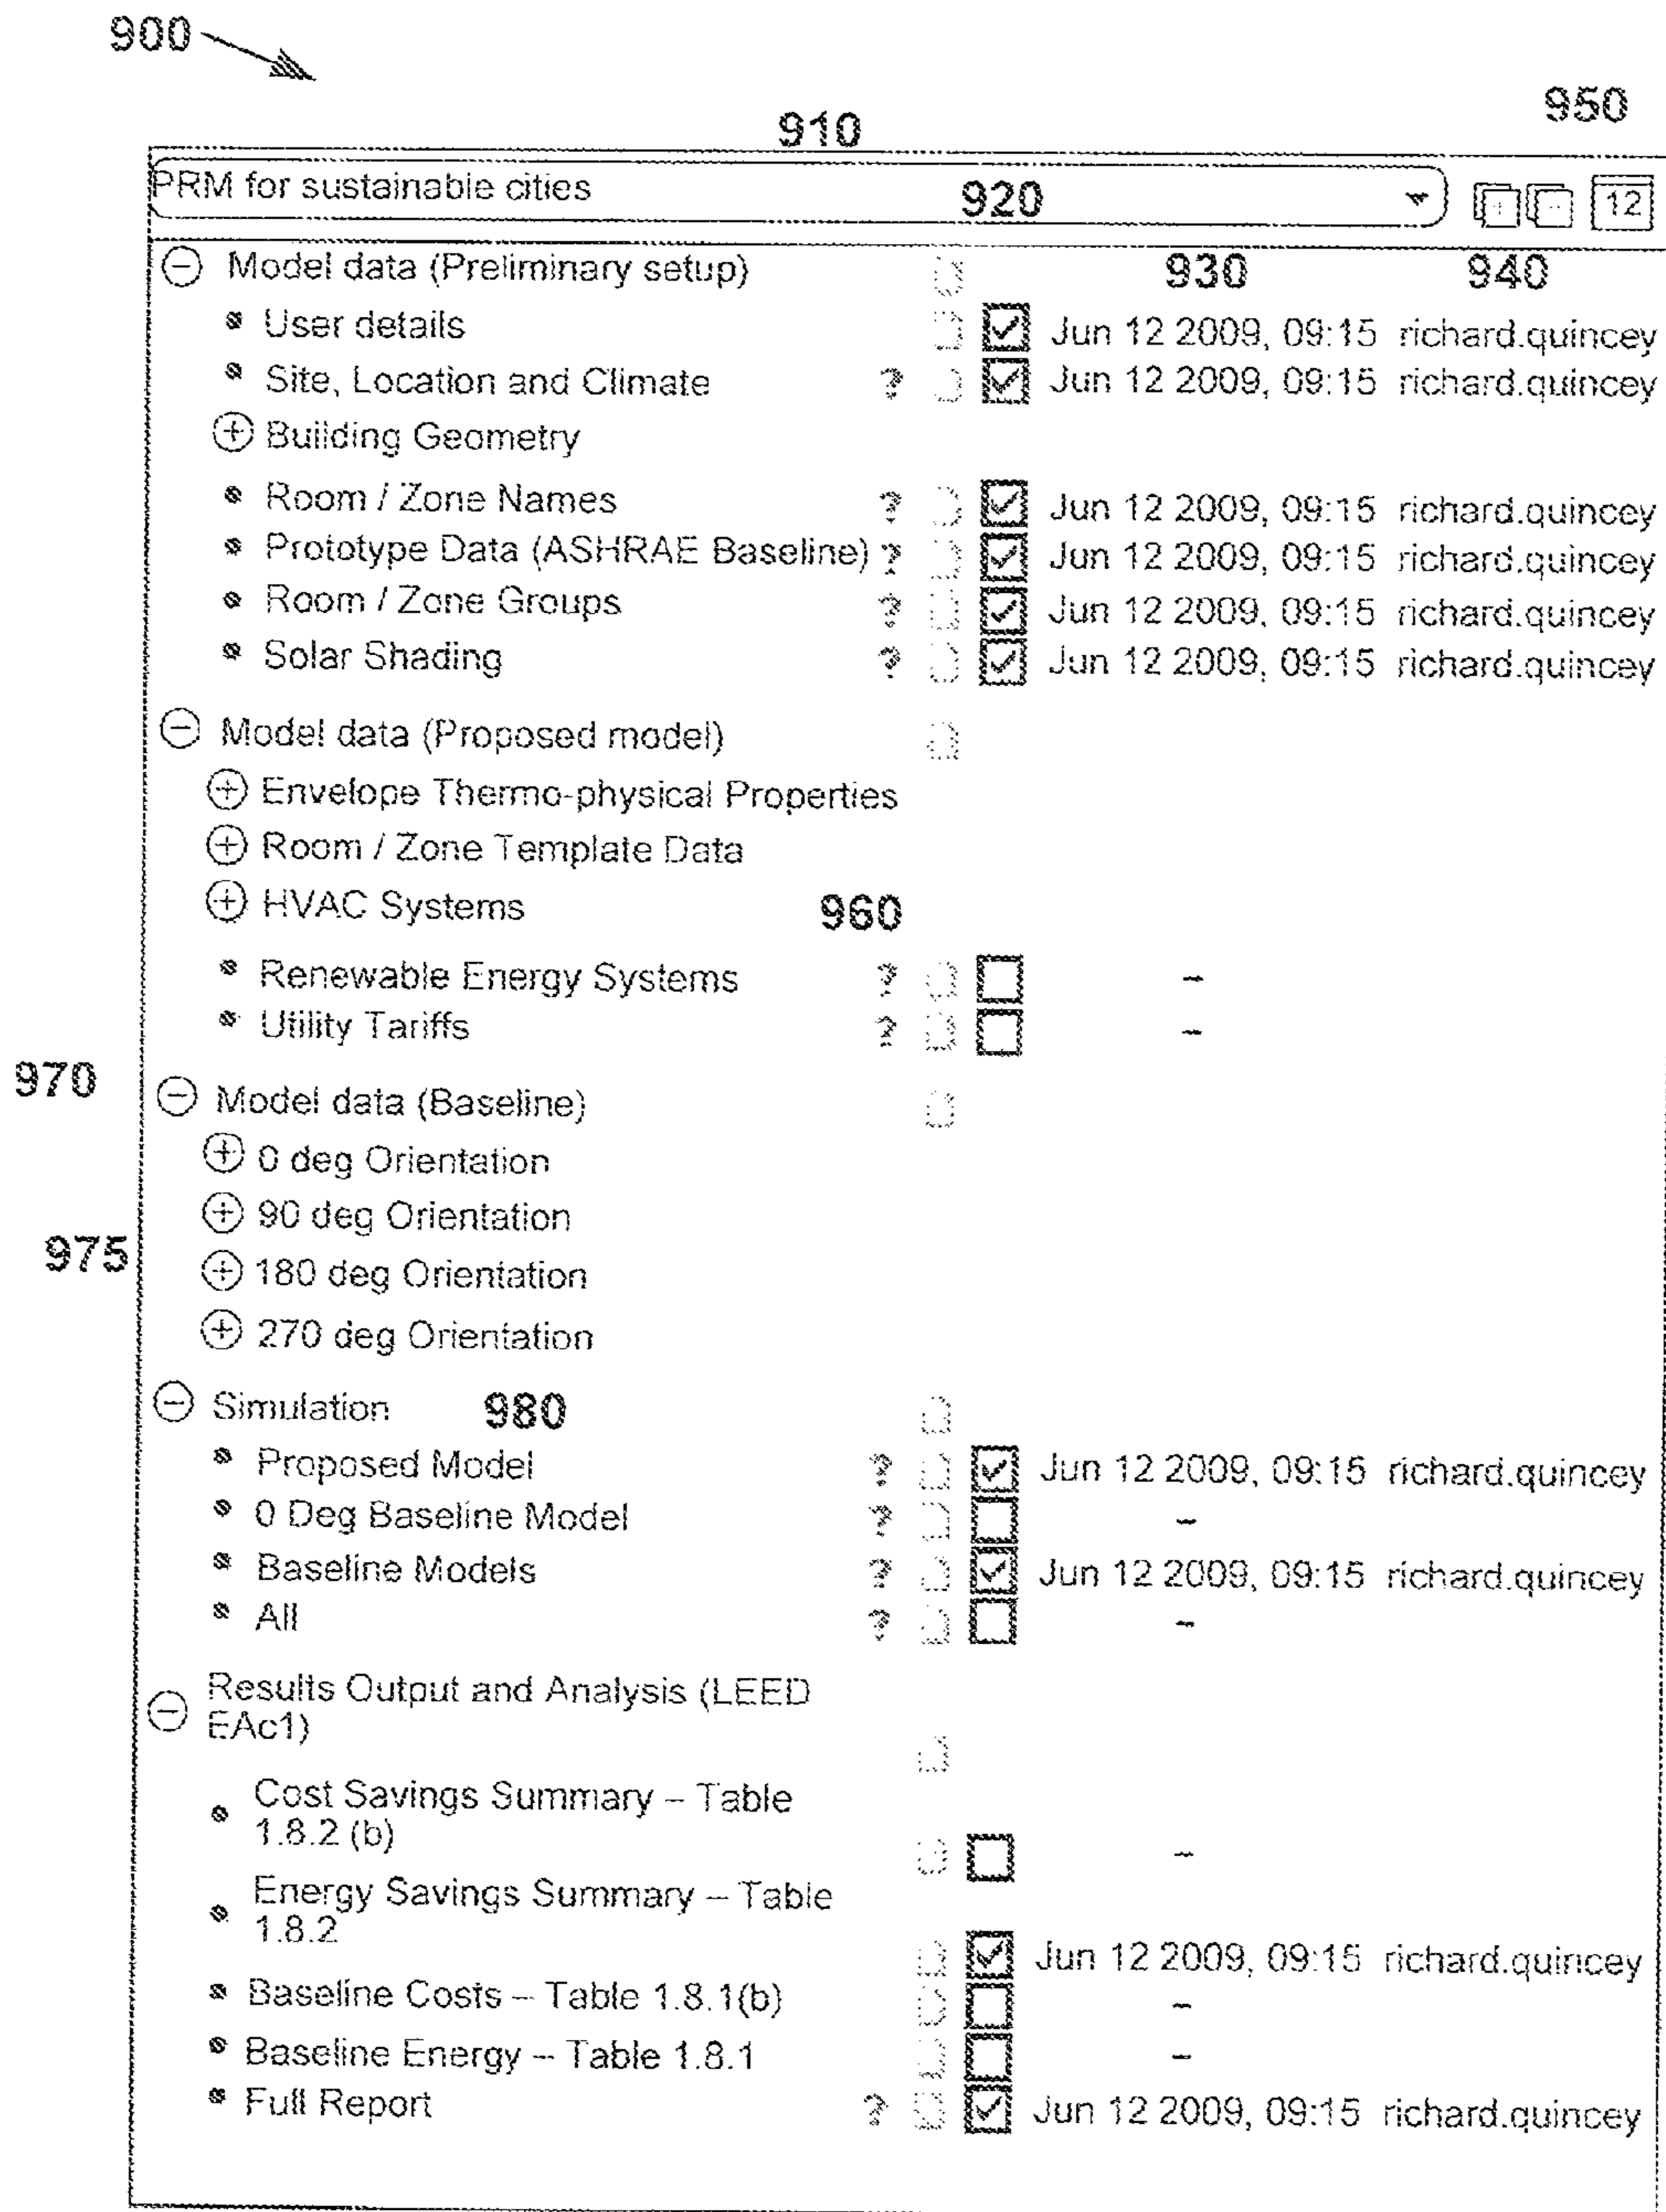 900
950
910
PRM for sustainable cities 920 12
Model data (Preliminary setup) 930 940
User details Jun 12 2009, 09:15 richard.quincey
Site, Location and Climate ? Jun 12 2009, 09:15 richard.quincey
Building Geometry
Room / Zone Names ? Jun 12 2009, 09:15 richard.quincey
Prototype Data (ASHRAE Baseline) ? Jun 12 2009, 09:15 richard.quincey
Room / Zone Groups ? Jun 12 2009, 09:15 richard.quincey
Solar Shading ? Jun 12 2009, 09:15 richard.quincey
Model data (Proposed model)
Envelope Thermo-physical Properties
Room / Zone Template Data
HVAC Systems 960
Renewable Energy Systems ? –
Utility Tariffs ? –
970 Model data (Baseline)
0 deg Orientation
90 deg Orientation
975
180 deg Orientation
270 deg Orientation
Simulation 980
Proposed Model ? Jun 12 2009, 09:15 richard.quincey
0 Deg Baseline Model ? –
Baseline Models ? Jun 12 2009, 09:15 richard.quincey
All ? –
Results Output and Analysis (LEED
EAc1)
Cost Savings Summary – Table
1.8.2 (b) –
Energy Savings Summary – Table
1.8.2
Jun 12 2009, 09:15 richard.quincey
Baseline Costs – Table 1.8.1(b) –
Baseline Energy – Table 1.8.1 –
Full Report ? Jun 12 2009, 09:15 richard.quincey